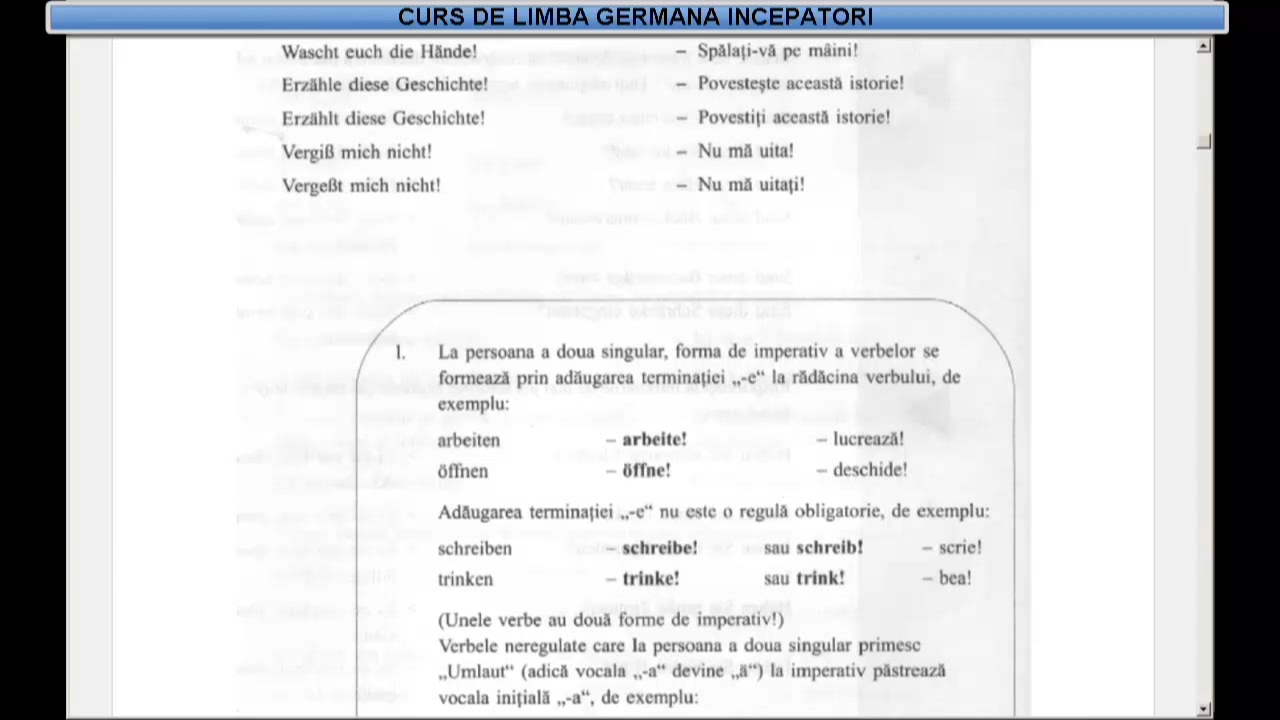 CURS DE LIMBA GERMANA INCEPATORI
Wascht euch die Hände! – Spălați-vă pe mâini!
Erzähle diese Geschichte! – Povestește această istorie!
Erzählt diese Geschichte! – Povestiți această istorie!
Vergiß mich nicht! – Nu mă uita!
Vergeßt mich nicht! – Nu mă uitați!
1. La persoana a doua singular, forma de imperativ a verbelor se
formează prin adăugarea terminației „-e“ la rădăcina verbului, de
exemplu:
arbeiten – arbeite! – lucrează!
öffnen – öffne! – deschide!
Adăugarea terminației „-e“ nu este o regulă obligatorie, de exemplu:
schreiben – schreibe! sau schreib! – scrie!
trinken – trinke! sau trink! – bea!
(Unele verbe au două forme de imperativ!)
Verbele neregulate care la persoana a doua singular primesc
„Umlaut“ (adică vocala „-a“ devine „ä“) la imperativ păstrează
vocala inițială „-a“, de exemplu: